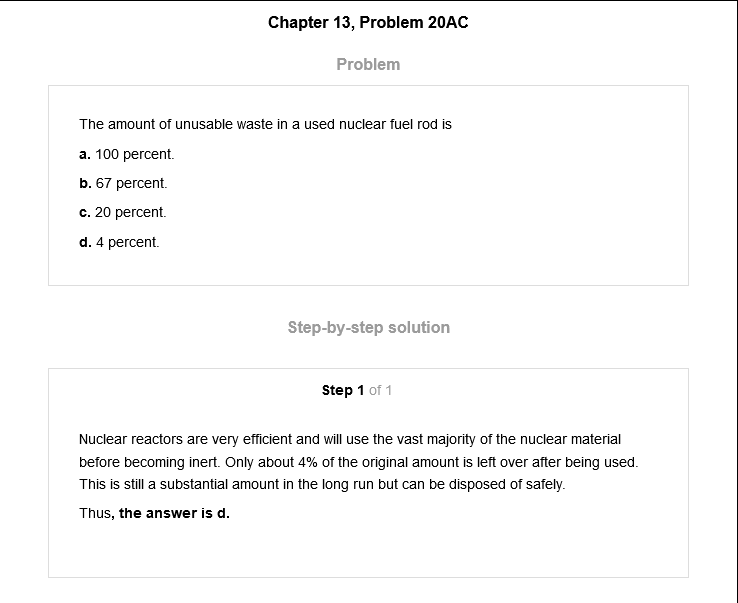 Chapter 13, Problem 20AC
Problem
The amount of unusable waste in a used nuclear fuel rod is
a. 100 percent.
b. 67 percent.
c. 20 percent.
d. 4 percent.
Step-by-step solution
Step 1 of 1
Nuclear reactors are very efficient and will use the vast majority of the nuclear material
before becoming inert. Only about 4% of the original amount is left over after being used.
This is still a substantial amount in the long run but can be disposed of safely.
Thus, the answer is d.